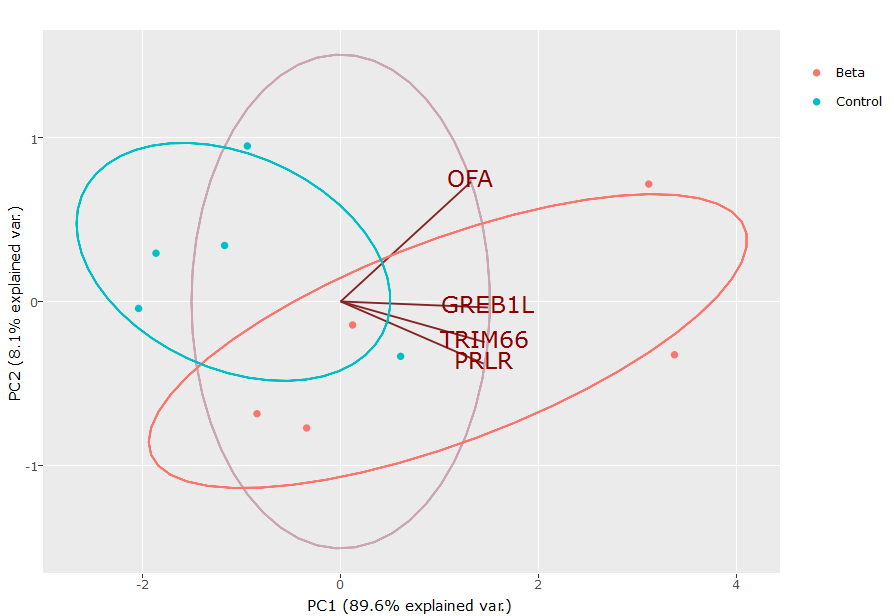 Beta
Control
OFA
GREB1L
TRIM66
PRLR
1
0
-1
PC2 (8.1% explained var.)
-2
0
2
4
PC1 (89.6% explained var.)